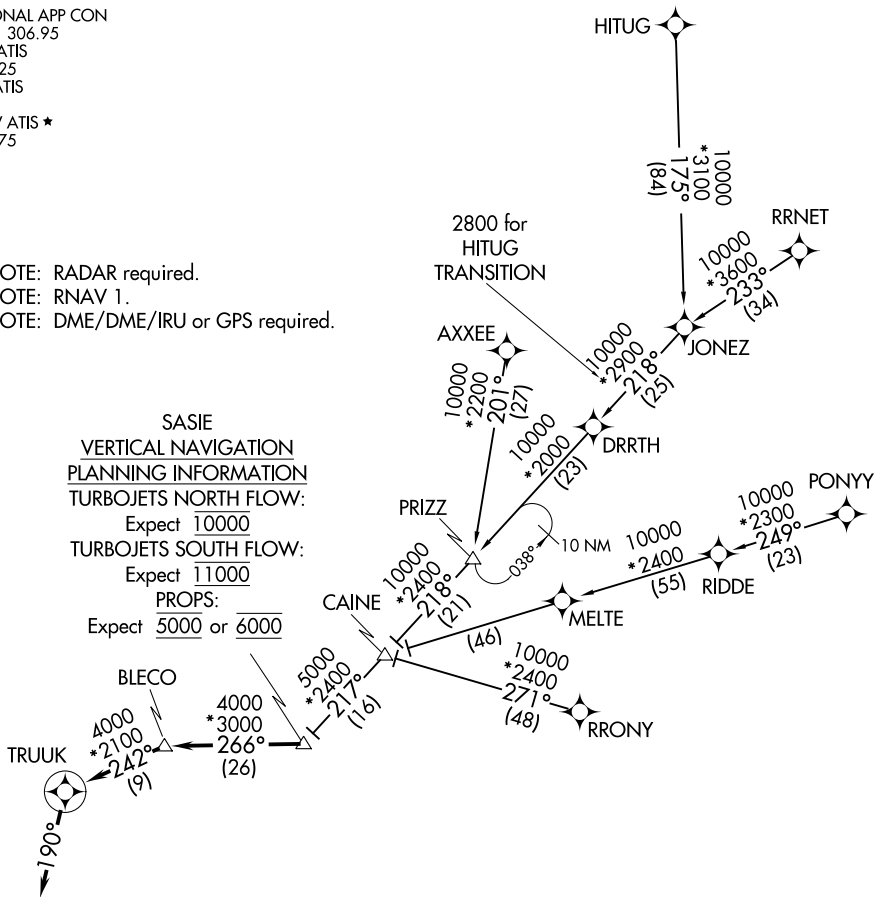 ONAL APP CON
306.95
ATIS
25
ATIS
ATIS ★
75
OTE: RADAR required.
OTE: RNAV 1.
OTE: DME/DME/IRU or GPS required.
HITUG
10000
*3100
175°
(84)
RRNET
10000
*3600
233°
(34)
2800 for
HITUG
TRANSITION
JONEZ
10000
*2900
218°
(25)
AXXEE
10000
*2200
201°
(27)
DRRTH
10000
*2000
(23)
SASIE
VERTICAL NAVIGATION
PLANNING INFORMATION
TURBOJETS NORTH FLOW:
Expect 10000
TURBOJETS SOUTH FLOW:
Expect 11000
PROPS:
Expect 5000 or 6000
PRIZZ
038°
10 NM
PONYY
10000
*2300
249°
(23)
RIDDE
10000
*2400
(55)
MELTE
(46)
10000
*2400
218°
(21)
CAINE
10000
*2400
271°
(48)
RRONY
5000
*2400
217°
(16)
BLECO
4000
*3000
266°
(26)
4000
*2100
242°
(9)
TRUUK
190°